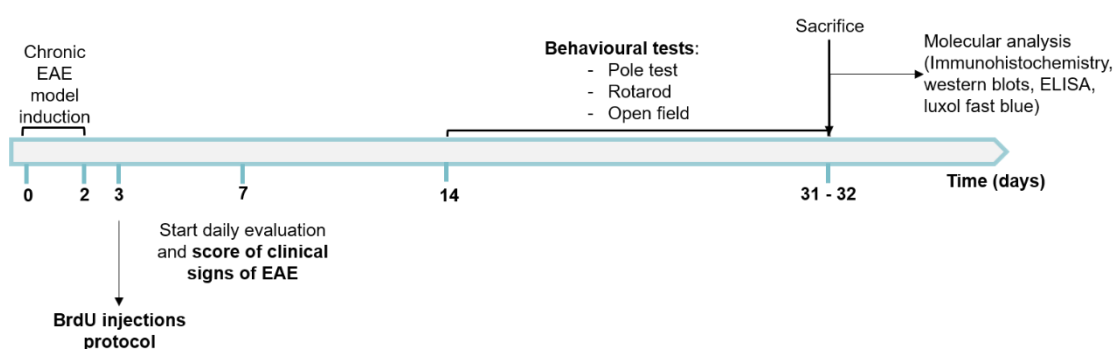 Chronic
EAE
model
induction
Behavioural tests:
- Pole test
- Rotarod
- Open field
Sacrifice
Molecular analysis
(Immunohistochemistry,
western blots, ELISA,
luxol fast blue)
0
2
3
7
14
31 - 32
Time (days)
Start daily evaluation
and score of clinical
signs of EAE
BrdU injections
protocol